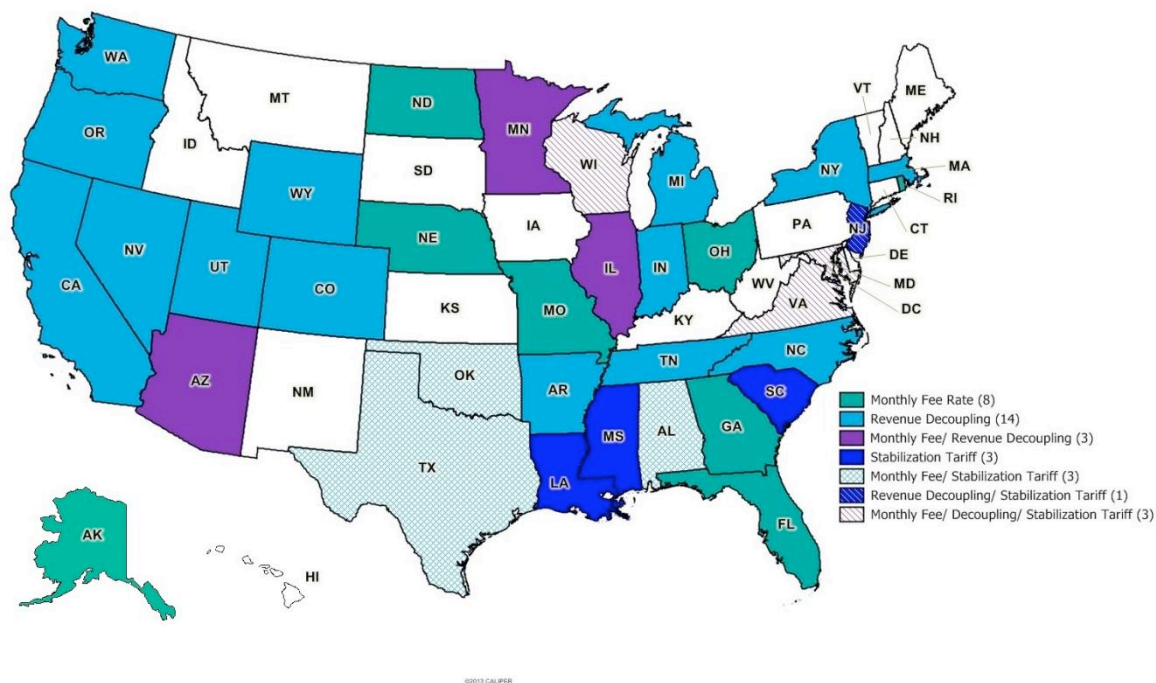 WA
MT
ND
MN
VT
ME
OR
ID
SD
WI
MI
NY
NH
MA
WY
IA
PA
RI
NE
CT
NV
UT
CO
IL
IN
OH
NJ
DE
CA
KS
MO
WV
VA
MD
KY
DC
AZ
NM
OK
AR
TN
NC
SC
TX
LA
MS
AL
GA
FL
AK
HI
Monthly Fee Rate (8)
Revenue Decoupling (14)
Monthly Fee/ Revenue Decoupling (3)
Stabilization Tariff (3)
Monthly Fee/ Stabilization Tariff (3)
Revenue Decoupling/ Stabilization Tariff (1)
Monthly Fee/ Decoupling/ Stabilization Tariff (3)
©2013 CALIPER